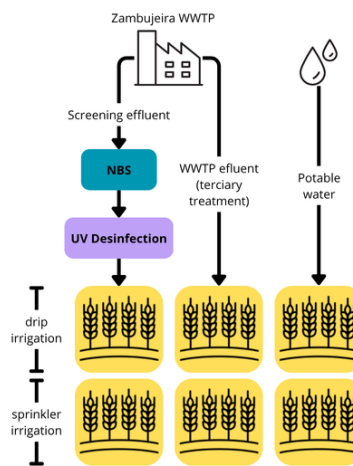 Zambujeira WWTP
Screening effluent
NBS
UV Desinfection
WWTP efluent
(terciary
treatment)
Potable
water
drip
irrigation
sprinkler
irrigation